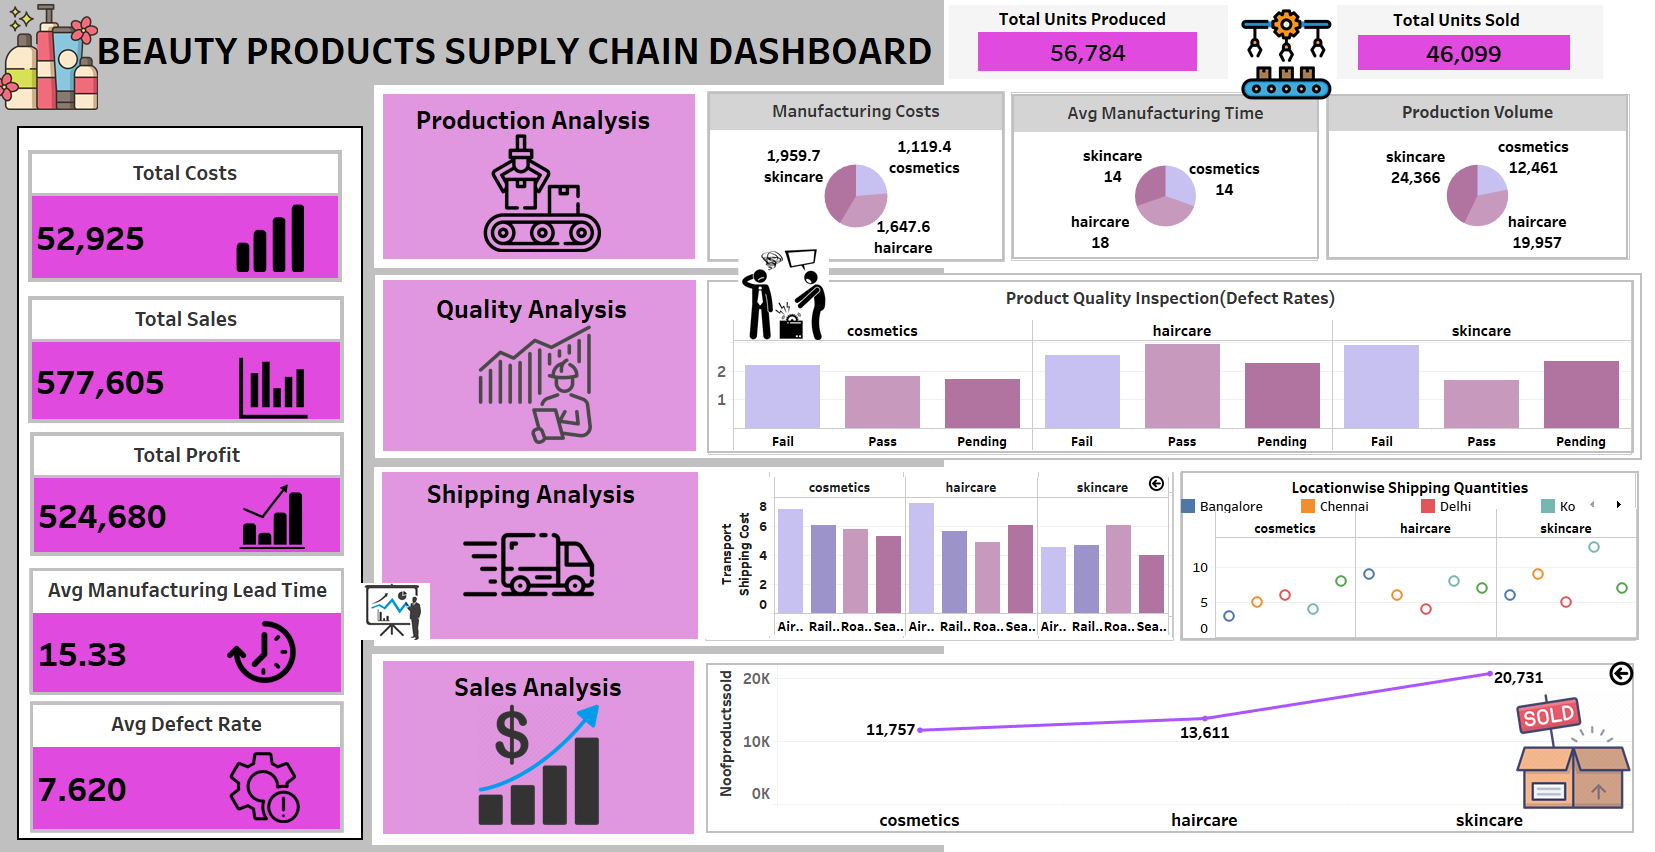 BEAUTY PRODUCTS SUPPLY CHAIN DASHBOARD
Total Units Produced
56,784
Total Units Sold
46,099
Total Costs
52,925
Total Sales
577,605
Total Profit
524,680
Avg Manufacturing Lead Time
15.33
Avg Defect Rate
7.620
Production Analysis
Manufacturing Costs
1,959.7
skincare
1,119.4
cosmetics
1,647.6
haircare
Avg Manufacturing Time
skincare
14
cosmetics
14
haircare
18
Production Volume
skincare
24,366
cosmetics
12,461
haircare
19,957
Quality Analysis
Product Quality Inspection(Defect Rates)
cosmetics haircare skincare
2
1
Fail Pass Pending Fail Pass Pending Fail Pass Pending
Shipping Analysis
Transport
Shipping Cost
cosmetics haircare skincare
8
6
4
2
0
Air.. Rail.. Roa.. Sea.. Air.. Rail.. Roa.. Sea.. Air.. Rail.. Roa.. Sea..
Locationwise Shipping Quantities
Bangalore Chennai Delhi Ko
cosmetics haircare skincare
10
5
0
Sales Analysis
$
Noofproductssold
20K
10K
0K
11,757
13,611
20,731
SOLD
cosmetics haircare skincare